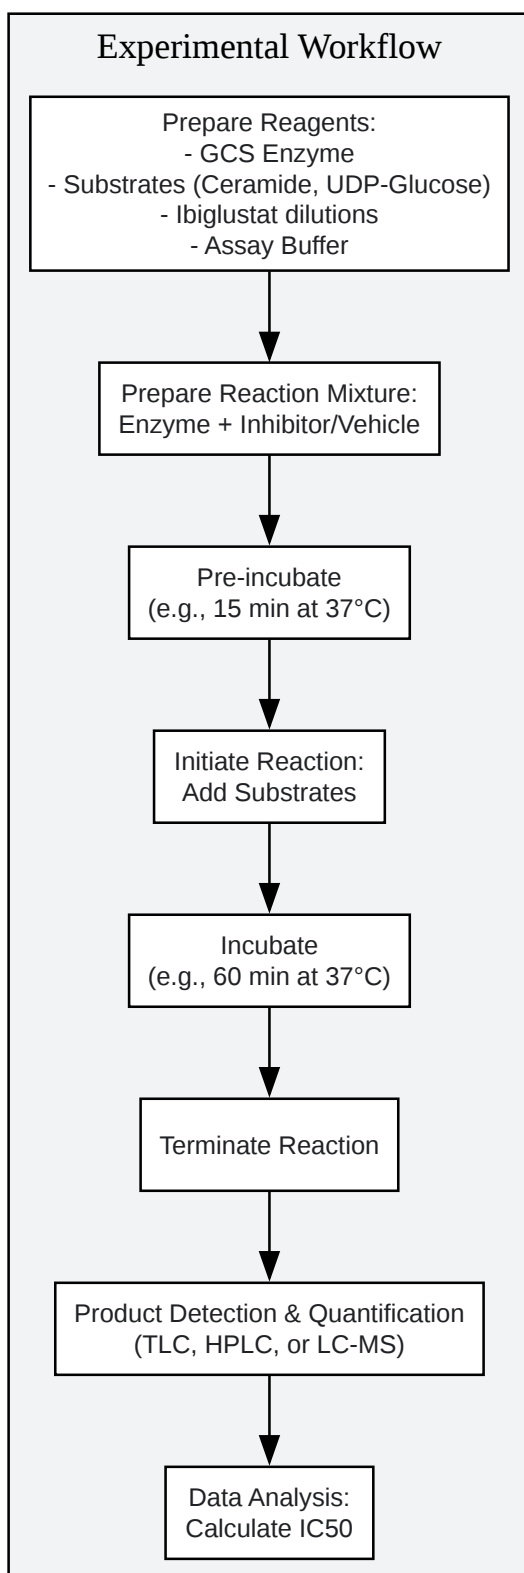 Experimental Workflow
Prepare Reagents:
- GCS Enzyme
- Substrates (Ceramide, UDP-Glucose)
- Ibiglustat dilutions
- Assay Buffer
Prepare Reaction Mixture:
Enzyme + Inhibitor/Vehicle
Pre-incubate
(e.g., 15 min at 37°C)
Initiate Reaction:
Add Substrates
Incubate
(e.g., 60 min at 37°C)
Terminate Reaction
Product Detection & Quantification
(TLC, HPLC, or LC-MS)
Data Analysis:
Calculate IC50